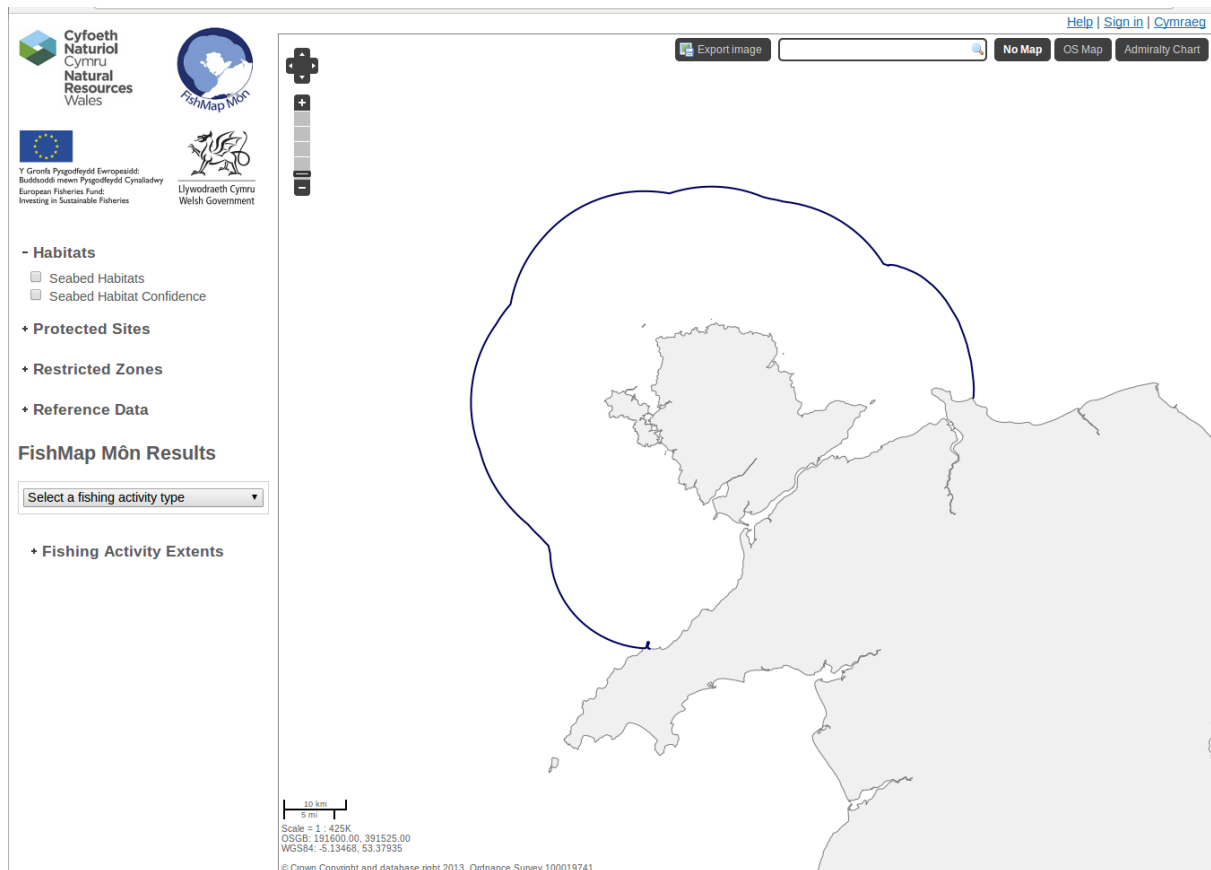 Help | Sign in | Cymraeg
Cyfoeth
Naturiol
Cymru
Natural
Resources
Wales
FishMap Môn
Y Gronfa Pysgodfeydd Ewropeaidd:
Buddsoddi mewn Pysgodfeydd Cynaliadwy
European Fisheries Fund:
Investing in Sustainable Fisheries
Llywodraeth Cymru
Welsh Government
Export image
No Map
OS Map
Admiralty Chart
- Habitats
Seabed Habitats
Seabed Habitat Confidence
+ Protected Sites
+ Restricted Zones
+ Reference Data
FishMap Môn Results
Select a fishing activity type
+ Fishing Activity Extents
10 km
5 mi
Scale = 1 : 425K
OSGB: 191600.00, 391525.00
WGS84: -5.13468, 53.37935
© Crown Copyright and database right 2013. Ordnance Survey 100019741